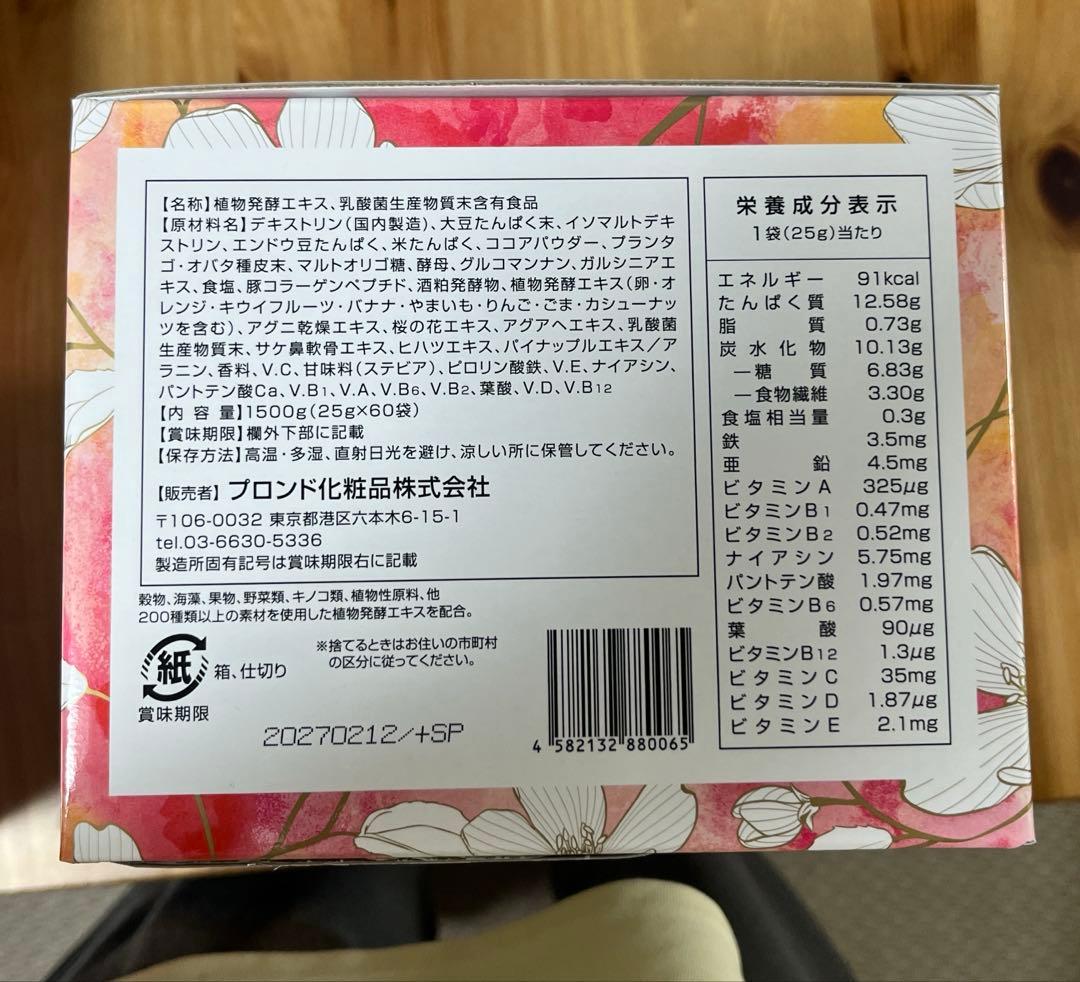 【名称】植物発酵エキス、乳酸菌生産物質末含有食品
【原材料名】デキストリン(国内製造)、大豆たんぱく末、イソマルトデキ
ストリン、エンドウ豆たんぱく、米たんぱく、ココアパウダー、プランタ
ゴ・オバタ種皮末、マルトオリゴ糖、酵母、グルコマンナン、ガルシニアエ
キス、食塩、豚コラーゲンペプチド、酒粕発酵物、植物発酵エキス(卵・オ
レンジ・キウイフルーツ・バナナ・やまいも・りんご・ごま・カシューナッ
ツを含む)、アグニ乾燥エキス、桜の花エキス、アグアヘエキス、乳酸菌
生産物質末、サケ鼻軟骨エキス、ヒハツエキス、パイナップルエキス/ア
ラニン、香料、V.C、甘味料(ステビア)、ピロリン酸鉄、V.E、ナイアシン、
パントテン酸Ca、V.B1、V.A、V.B6、V.B2、葉酸、V.D、V.B12
【内 容 量】1500g(25g×60袋)
【賞味期限】欄外下部に記載
【保存方法】高温・多湿、直射日光を避け、涼しい所に保管してください。
【販売者】プロンド化粧品株式会社
〒106-0032 東京都港区六本木6-15-1
tel.03-6630-5336
製造所固有記号は賞味期限右に記載
穀物、海藻、果物、野菜類、キノコ類、植物性原料、他
200種類以上の素材を使用した植物発酵エキスを配合。
紙
箱、仕切り
※捨てるときはお住いの市町村
の区分に従ってください。
賞味期限
20270212/+SP
4 582132 880065
栄養成分表示
1袋(25g)当たり
エネルギー 91kcal
たんぱく質 12.58g
脂質 0.73g
炭水化物 10.13g
―糖質 6.83g
―食物繊維 3.30g
食塩相当量 0.3g
鉄 3.5mg
亜鉛 4.5mg
ビタミンA 325μg
ビタミンB1 0.47mg
ビタミンB2 0.52mg
ナイアシン 5.75mg
パントテン酸 1.97mg
ビタミンB6 0.57mg
葉酸 90μg
ビタミンB12 1.3μg
ビタミンC 35mg
ビタミンD 1.87μg
ビタミンE 2.1mg